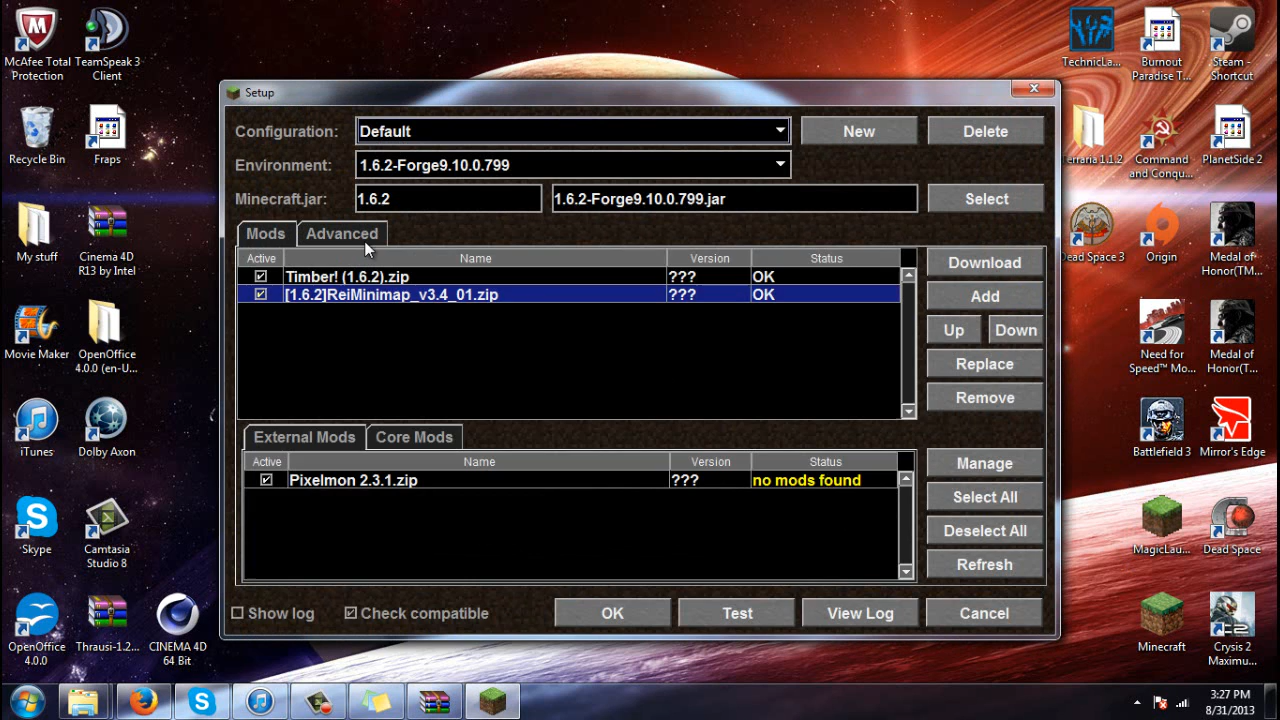 McAfee Total
Protection
TeamSpeak 3
Client
Recycle Bin
Fraps
My stuff
Cinema 4D
R13 by Intel
Movie Maker
OpenOffice
4.0.0 (en-U...
iTunes
Dolby Axon
Skype
Camtasia
Studio 8
OpenOffice
4.0.0
Thrausi-1.2...
CINEMA 4D
64 Bit
Setup
Configuration:
Default
New
Delete
Environment:
1.6.2-Forge9.10.0.799
Minecraft.jar:
1.6.2
1.6.2-Forge9.10.0.799.jar
Select
Mods
Advanced
Active
Name
Version
Status
Timber! (1.6.2).zip
???
OK
[1.6.2]ReiMinimap_v3.4_01.zip
???
OK
Download
Add
Up
Down
Replace
Remove
External Mods
Core Mods
Active
Name
Version
Status
Pixelmon 2.3.1.zip
???
no mods found
Manage
Select All
Deselect All
Refresh
Show log
Check compatible
OK
Test
View Log
Cancel
TechnicLa...
Burnout
Paradise T...
Steam -
Shortcut
Terraria 1.1.2
Command
and Conqu...
PlanetSide 2
Dead Space 3
Origin
Medal of
Honor(TM...
Need for
Speed™ Mo...
Medal of
Honor(T...
Battlefield 3
Mirror's Edge
MagicLau...
Dead Space
Minecraft
Crysis 2
Maximu...
3:27 PM
8/31/2013